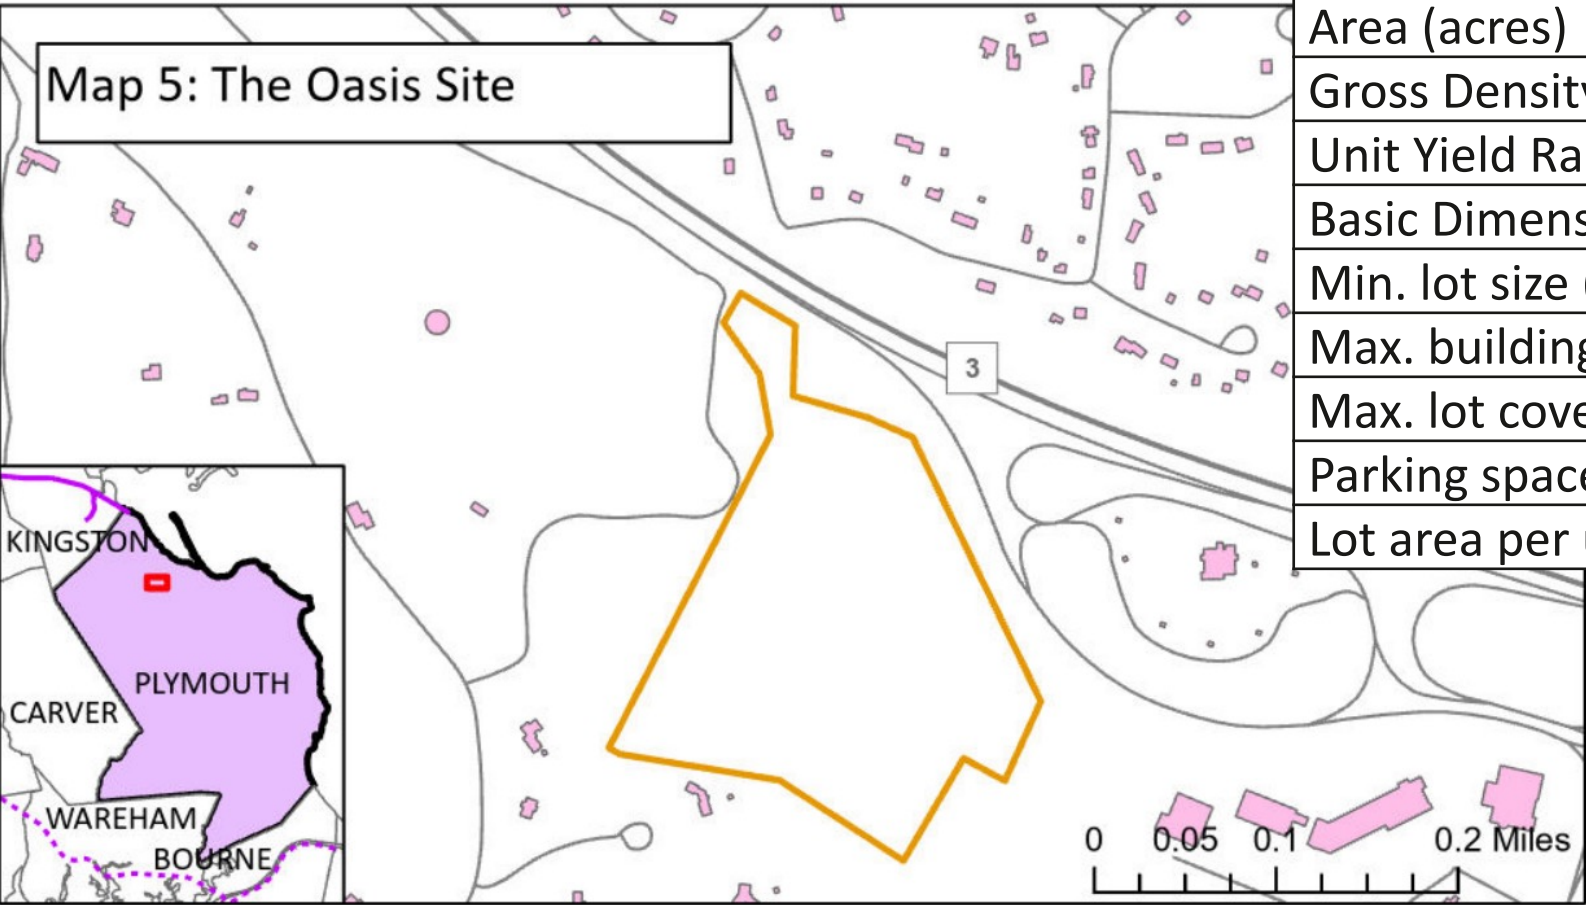 Map 5: The Oasis Site
Area (acres)
Gross Density
Unit Yield Ra
Basic Dimens
Min. lot size
Max. building
Max. lot cove
Parking space
Lot area per
3
KINGSTON
PLYMOUTH
CARVER
WAREHAM
BOURNE
0 0.05 0.1 0.2 Miles